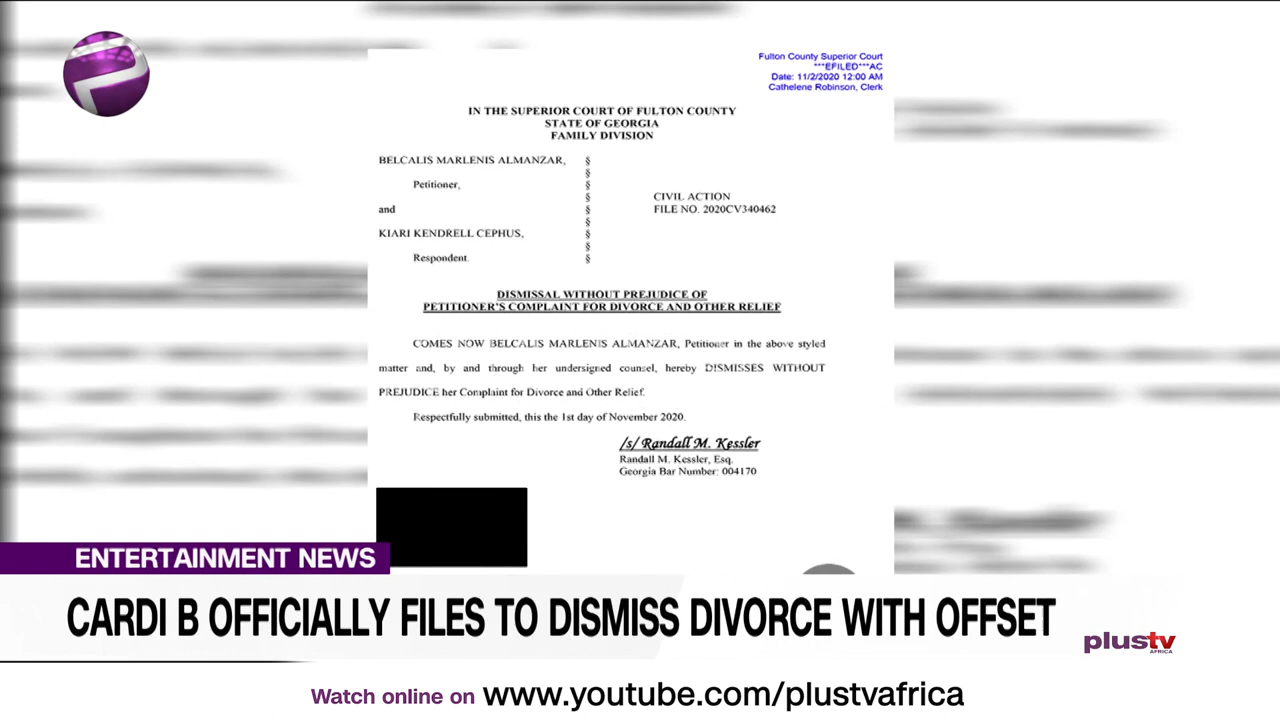 Fulton County Superior Court
***EFILED***AC
Date: 11/2/2020 12:00 AM
Cathelene Robinson, Clerk
IN THE SUPERIOR COURT OF FULTON COUNTY
STATE OF GEORGIA
FAMILY DIVISION
BELCALIS MARLENIS ALMANZAR, §
§
Petitioner, §
§ CIVIL ACTION
and § FILE NO. 2020CV340462
§
KIARI KENDRELL CEPHUS, §
§
Respondent. §
DISMISSAL WITHOUT PREJUDICE OF
PETITIONER'S COMPLAINT FOR DIVORCE AND OTHER RELIEF
COMES NOW BELCALIS MARLENIS ALMANZAR, Petitioner in the above styled
matter and, by and through her undersigned counsel, hereby DISMISSES WITHOUT
PREJUDICE her Complaint for Divorce and Other Relief.
Respectfully submitted, this the 1st day of November 2020.
/s/ Randall M. Kessler
Randall M. Kessler, Esq.
Georgia Bar Number: 004170
ENTERTAINMENT NEWS
CARDI B OFFICIALLY FILES TO DISMISS DIVORCE WITH OFFSET
plustv
AFRICA
Watch online on www.youtube.com/plustvafrica